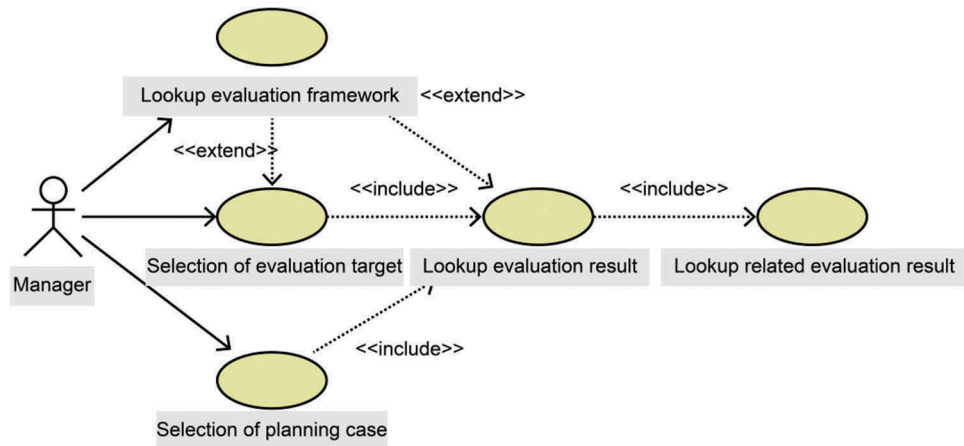 Lookup evaluation framework
<<extend>>
<<extend>>
<<include>>
<<include>>
Manager
Selection of evaluation target
Lookup evaluation result
Lookup related evaluation result
<<include>>
Selection of planning case